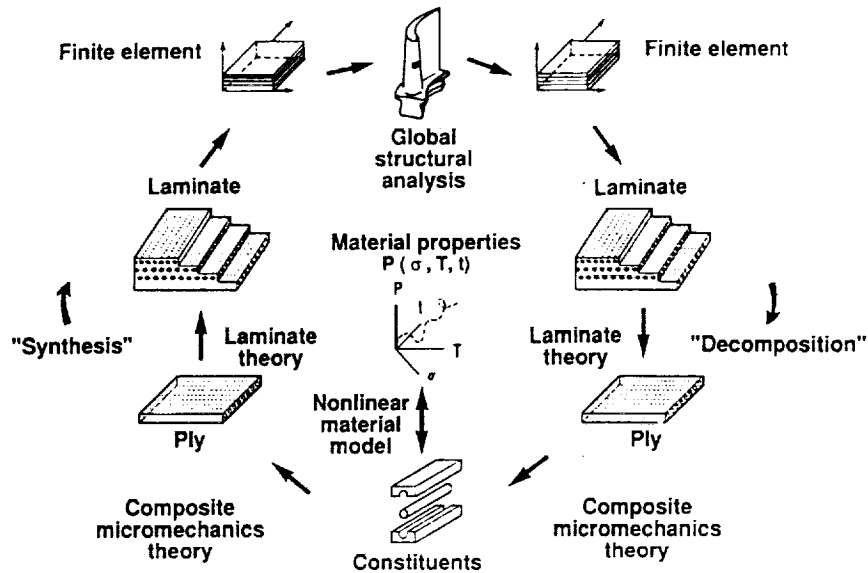 Finite element
Finite element
Global
structural
analysis
Laminate
Laminate
Material properties
P ( σ , T, t)
P
t
T
σ
"Synthesis"
Laminate
theory
Laminate
theory
"Decomposition"
Ply
Nonlinear
material
model
Ply
Composite
micromechanics
theory
Constituents
Composite
micromechanics
theory